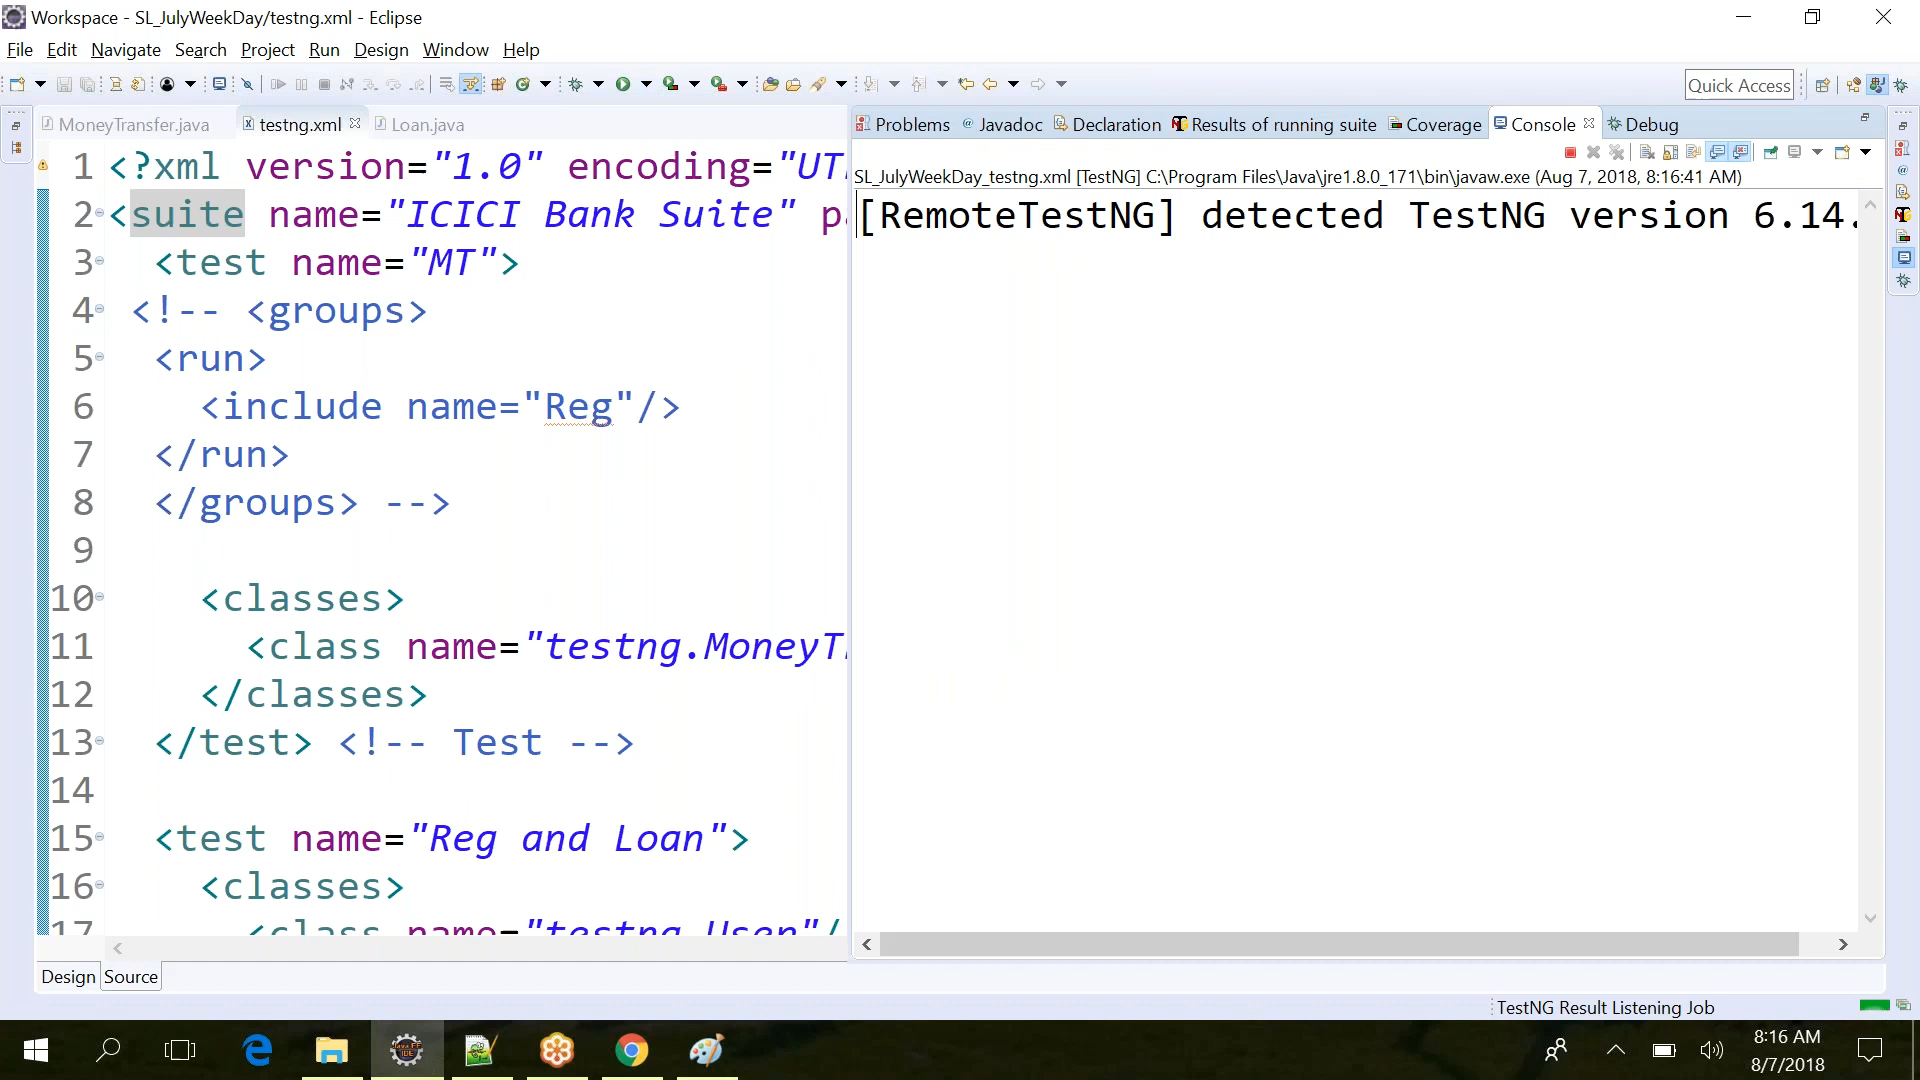 Workspace - SL_JulyWeekDay/testng.xml - Eclipse
File Edit Navigate Search Project Run Design Window Help
Quick Access
MoneyTransfer.java testng.xml Loan.java
1 <?xml version="1.0" encoding="UT
2 <suite name="ICICI Bank Suite" pa
3 <test name="MT">
4 <!-- <groups>
5 <run>
6 <include name="Reg"/>
7 </run>
8 </groups> -->
9
10 <classes>
11 <class name="testng.MoneyT
12 </classes>
13 </test> <!-- Test -->
14
15 <test name="Reg and Loan">
16 <classes>
17 <class name="testng.User"/
Design Source
Problems Javadoc Declaration Results of running suite Coverage Console Debug
SL_JulyWeekDay_testng.xml [TestNG] C:\Program Files\Java\jre1.8.0_171\bin\javaw.exe (Aug 7, 2018, 8:16:41 AM)
[RemoteTestNG] detected TestNG version 6.14.
TestNG Result Listening Job
8:16 AM
8/7/2018